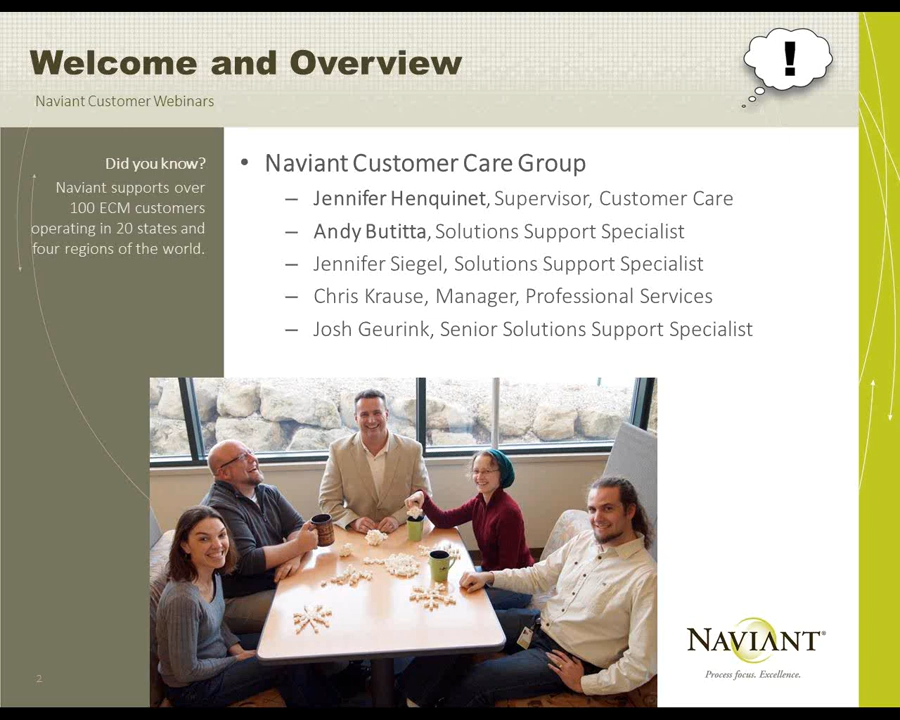 Welcome and Overview
Naviant Customer Webinars
!
Did you know?
Naviant supports over
100 ECM customers
operating in 20 states and
four regions of the world.
• Naviant Customer Care Group
– Jennifer Henquinet, Supervisor, Customer Care
– Andy Butitta, Solutions Support Specialist
– Jennifer Siegel, Solutions Support Specialist
– Chris Krause, Manager, Professional Services
– Josh Geurink, Senior Solutions Support Specialist
NAVIANT®
Process focus. Excellence.
2